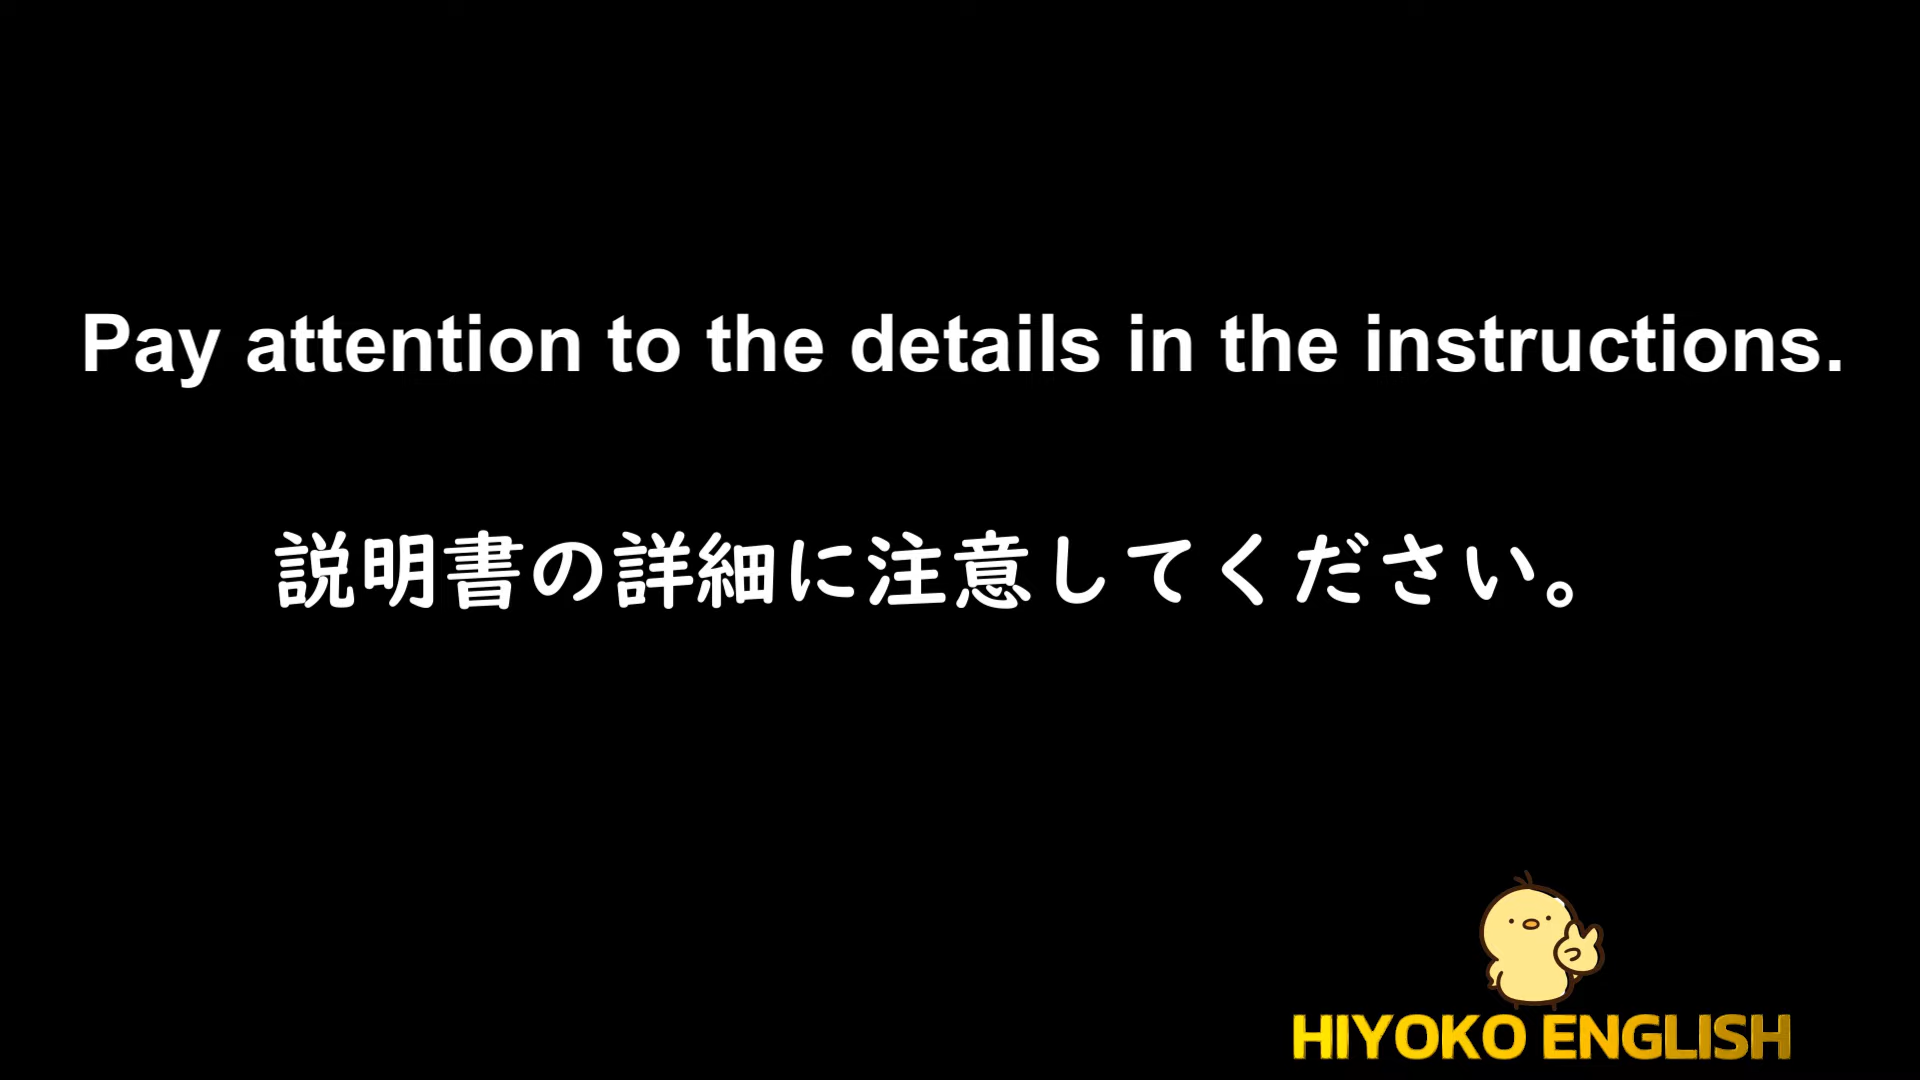 Pay attention to the details in the instructions.
説明書の詳細に注意してください。
HIYOKO ENGLISH